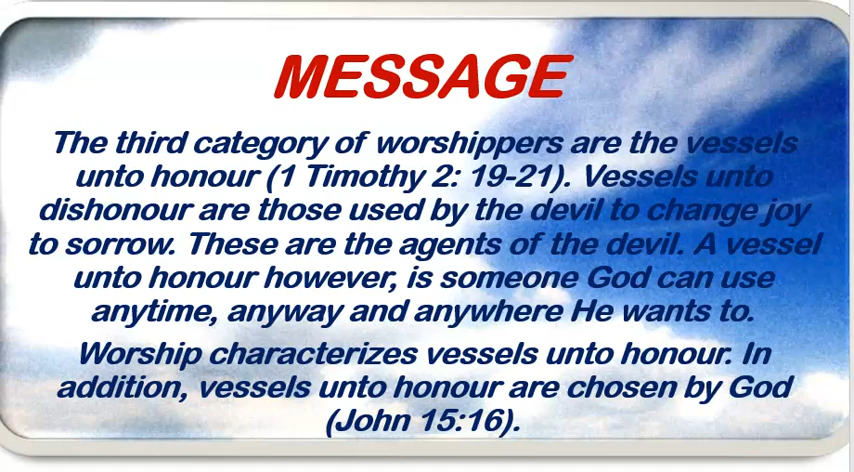 MESSAGE
The third category of worshippers are the vessels
unto honour (1 Timothy 2: 19-21). Vessels unto
dishonour are those used by the devil to change joy
to sorrow. These are the agents of the devil. A vessel
unto honour however, is someone God can use
anytime, anyway and anywhere He wants to.
Worship characterizes vessels unto honour. In
addition, vessels unto honour are chosen by God
(John 15:16).